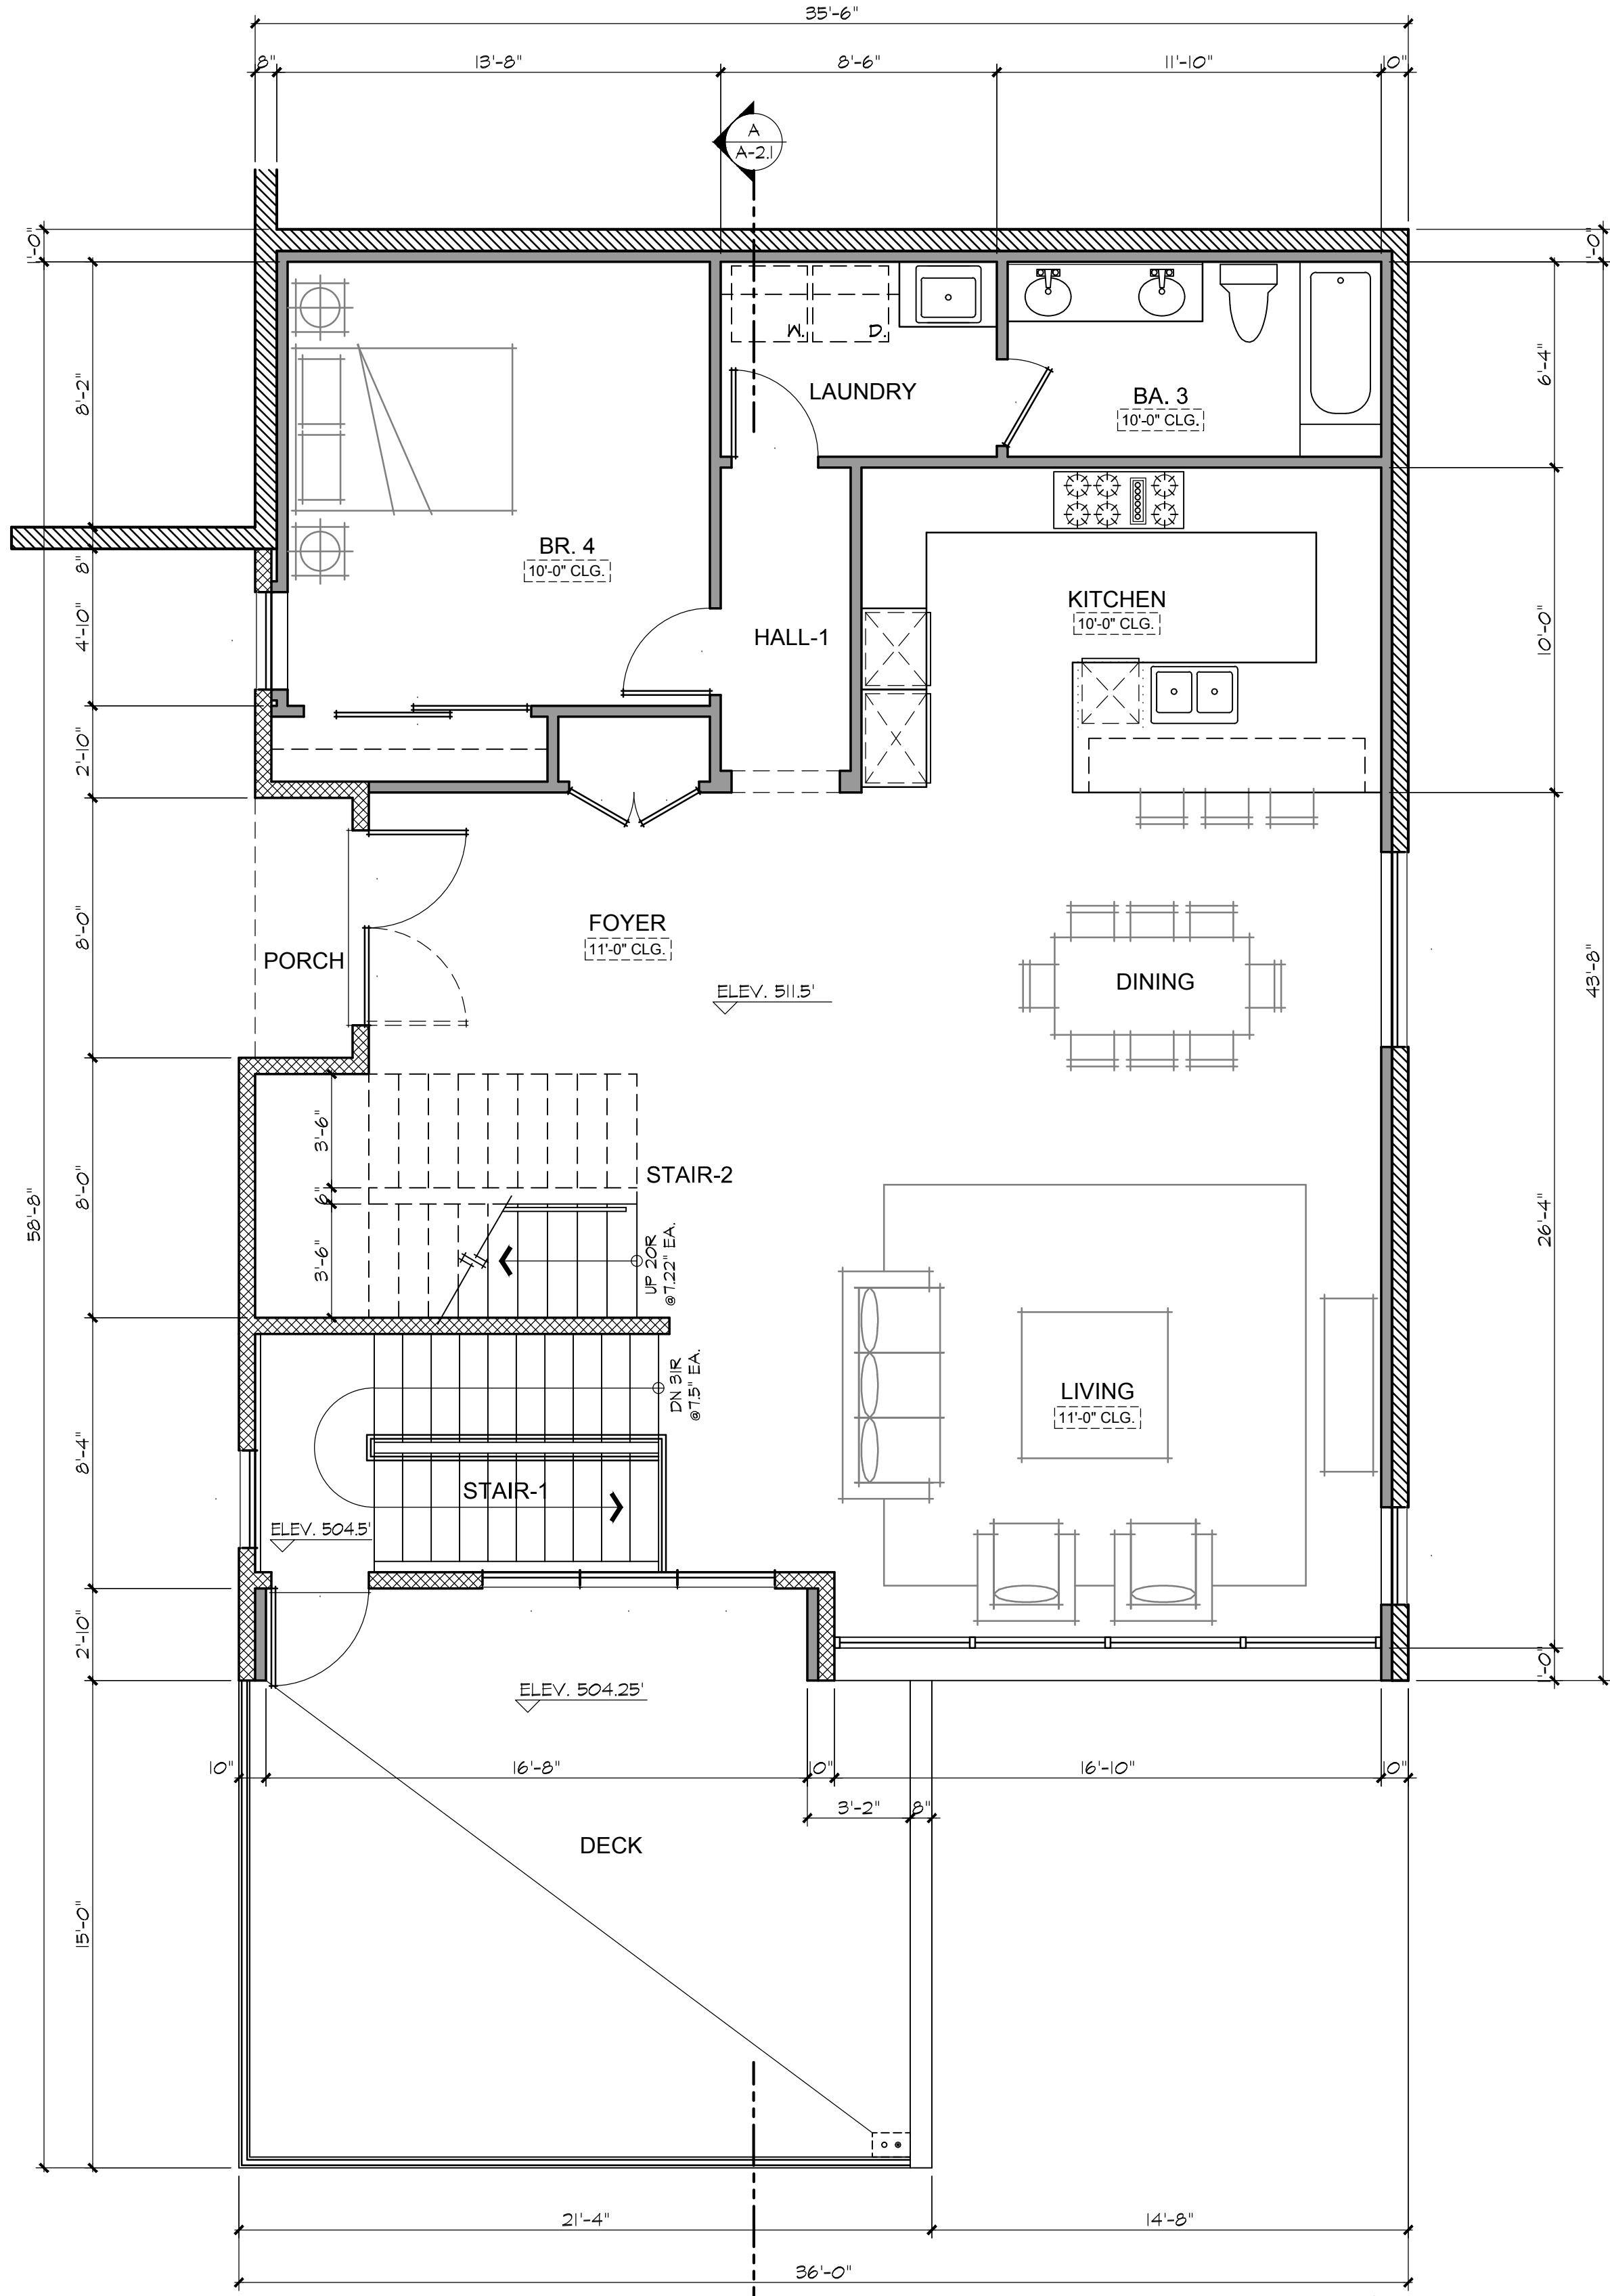 35'-6"
8"
13'-8"
8'-6"
11'-10"
10"
A
A-2.1
1'-0"
1'-0"
W.
D.
LAUNDRY
BA. 3
10'-0" CLG.
8'-2"
6'-4"
BR. 4
10'-0" CLG.
8"
KITCHEN
10'-0" CLG.
4'-10"
HALL-1
10'-0"
2'-10"
FOYER
11'-0" CLG.
8'-0"
PORCH
DINING
ELEV. 511.5'
43'-8"
3'-6"
STAIR-2
58'-8"
8'-0"
6"
26'-4"
3'-6"
UP 20R
@7.22" EA.
DN 31R
@7.5" EA.
LIVING
11'-0" CLG.
8'-4"
STAIR-1
ELEV. 504.5'
2'-10"
1'-0"
ELEV. 504.25'
10"
16'-8"
10"
16'-10"
10"
3'-2"
8"
DECK
15'-0"
21'-4"
14'-8"
36'-0"